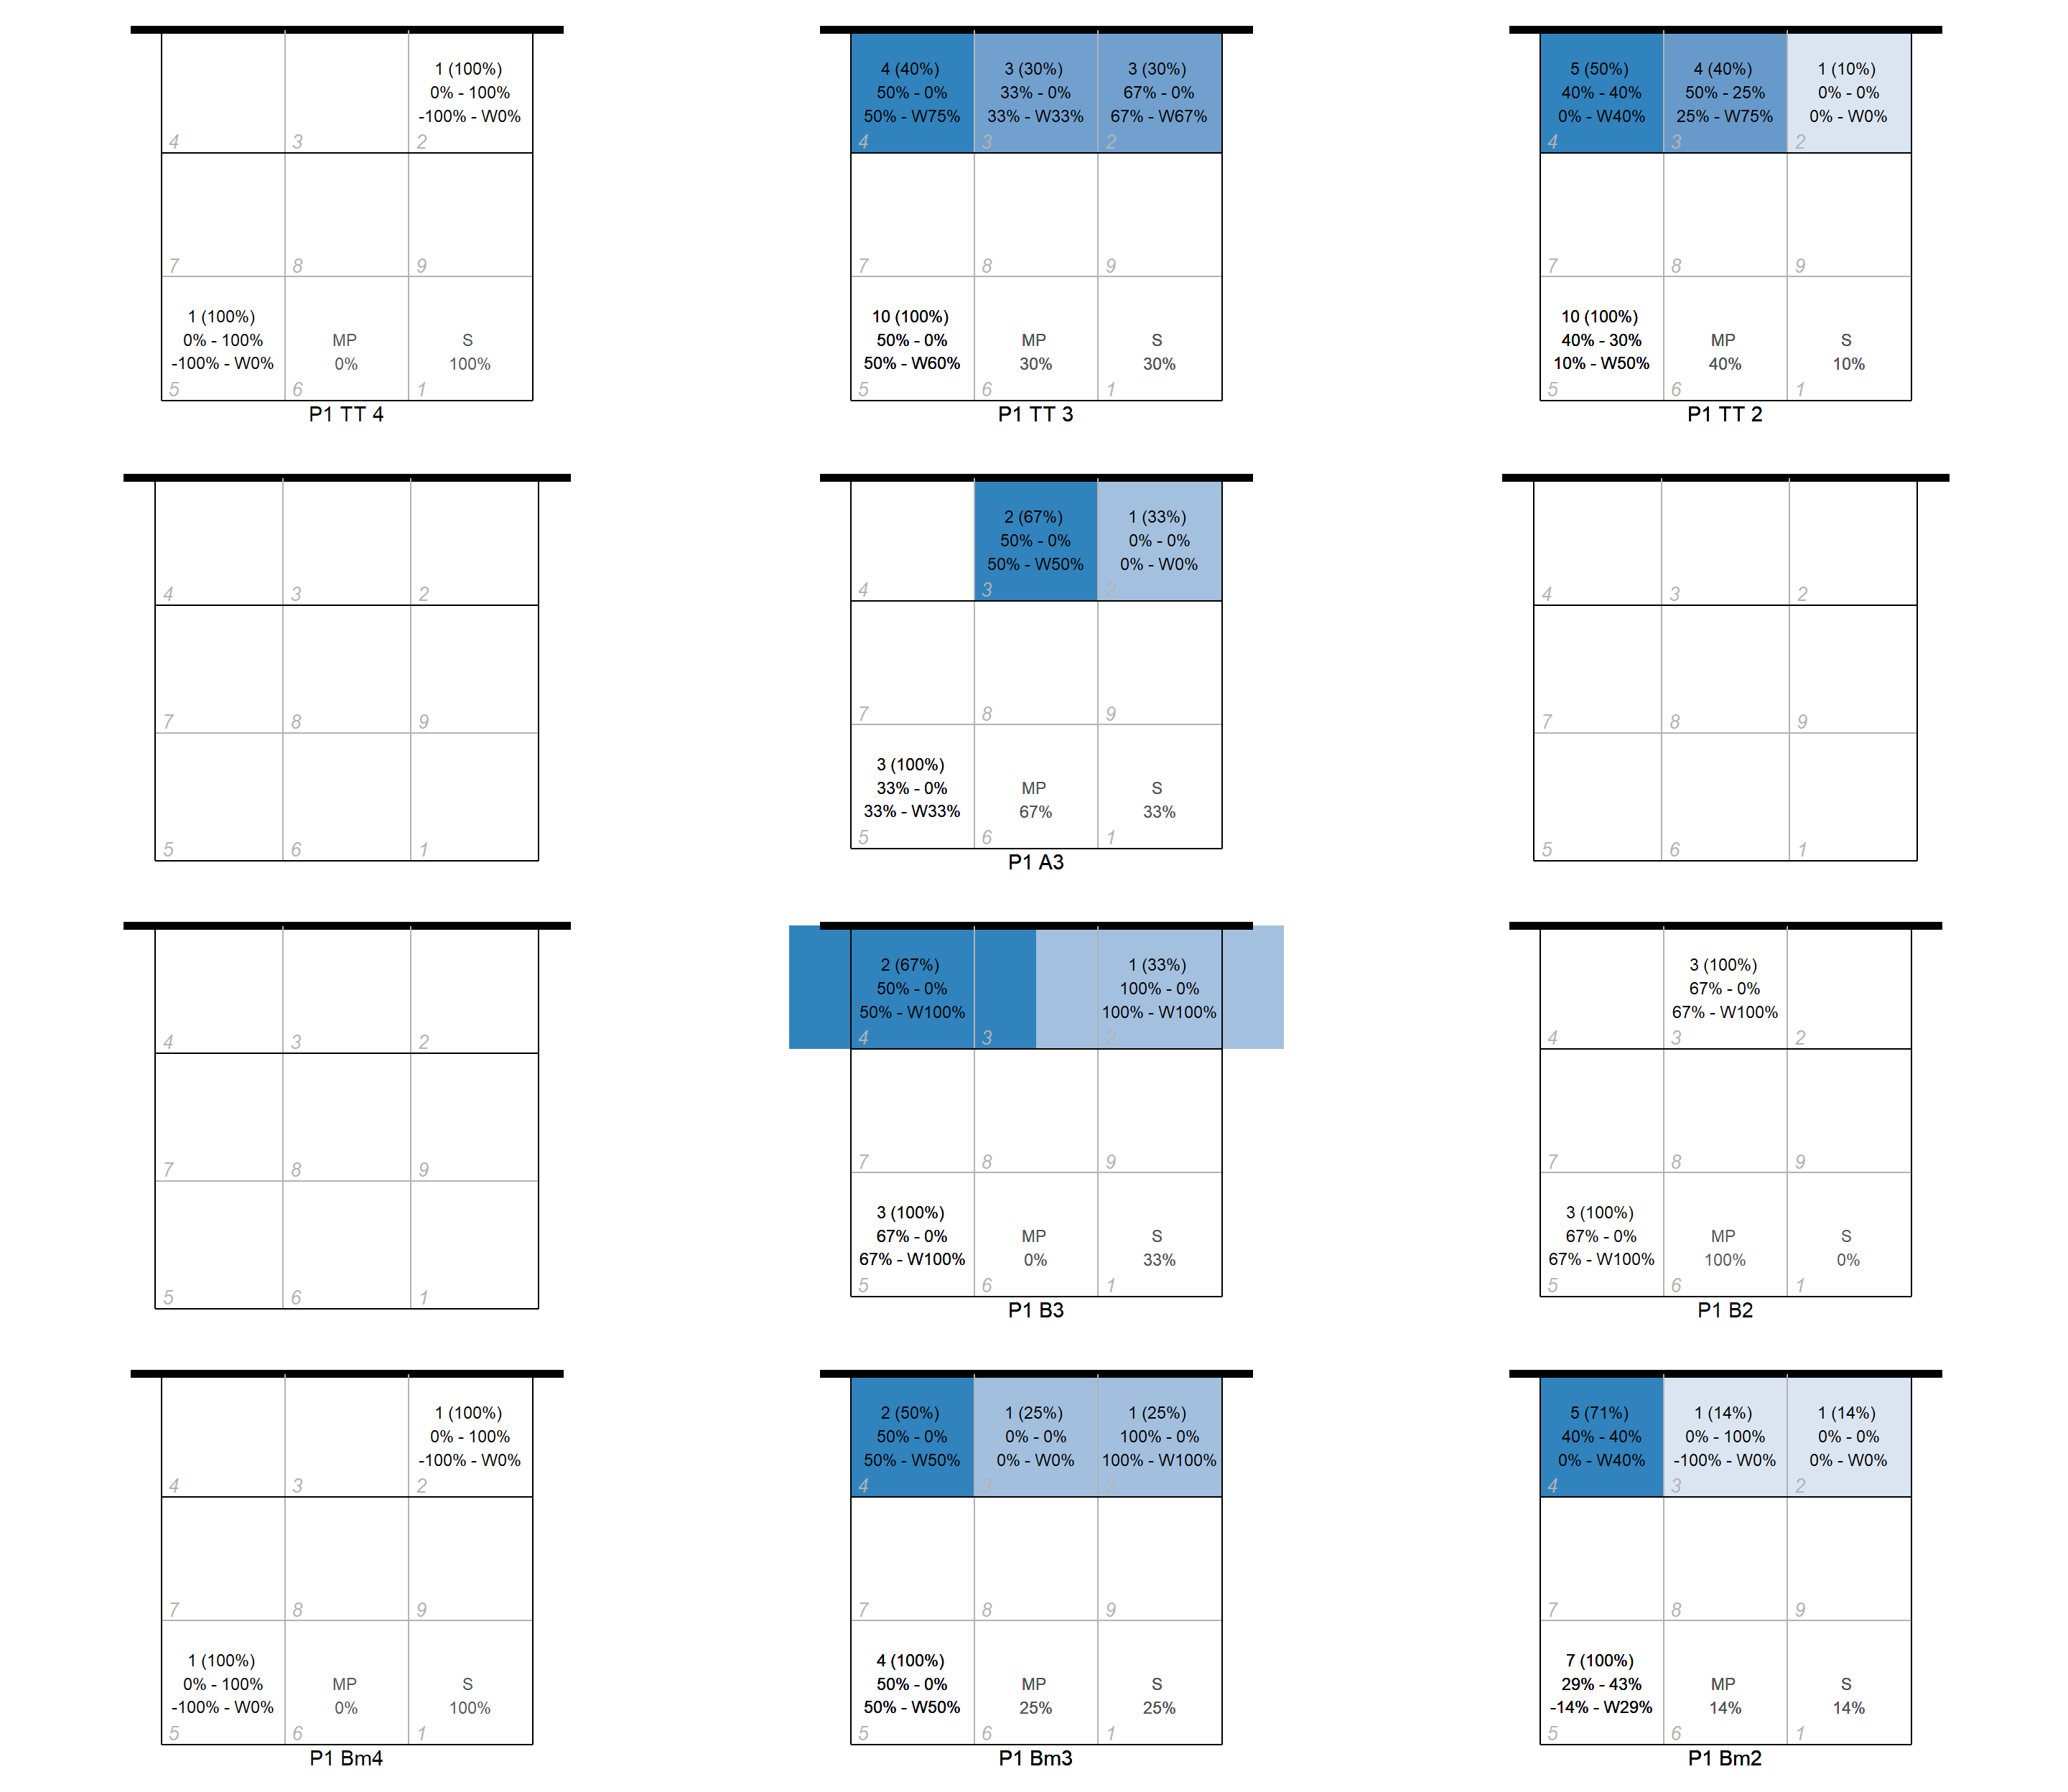 1 (100%)
0% - 100%
-100% - W0%
4 3 2
7 8 9
1 (100%)
0% - 100% MP S
-100% - W0% 0% 100%
5 6 1
P1 TT 4
4 (40%) 3 (30%) 3 (30%)
50% - 0% 33% - 0% 67% - 0%
50% - W75% 33% - W33% 67% - W67%
4 3 2
7 8 9
10 (100%)
50% - 0% MP S
50% - W60% 30% 30%
5 6 1
P1 TT 3
5 (50%) 4 (40%) 1 (10%)
40% - 40% 50% - 25% 0% - 0%
0% - W40% 25% - W75% 0% - W0%
4 3 2
7 8 9
10 (100%)
40% - 30% MP S
10% - W50% 40% 10%
5 6 1
P1 TT 2
4 3 2
7 8 9
5 6 1
2 (67%) 1 (33%)
50% - 0% 0% - 0%
50% - W50% 0% - W0%
4 3 2
7 8 9
3 (100%)
33% - 0% MP S
33% - W33% 67% 33%
5 6 1
P1 A3
4 3 2
7 8 9
5 6 1
4 3 2
7 8 9
5 6 1
2 (67%) 1 (33%)
50% - 0% 100% - 0%
50% - W100% 100% - W100%
4 3 2
7 8 9
3 (100%)
67% - 0% MP S
67% - W100% 0% 33%
5 6 1
P1 B3
3 (100%)
67% - 0%
67% - W100%
4 3 2
7 8 9
3 (100%)
67% - 0% MP S
67% - W100% 100% 0%
5 6 1
P1 B2
1 (100%)
0% - 100%
-100% - W0%
4 3 2
7 8 9
1 (100%)
0% - 100% MP S
-100% - W0% 0% 100%
5 6 1
P1 Bm4
2 (50%) 1 (25%) 1 (25%)
50% - 0% 0% - 0% 100% - 0%
50% - W50% 0% - W0% 100% - W100%
4 3 2
7 8 9
4 (100%)
50% - 0% MP S
50% - W50% 25% 25%
5 6 1
P1 Bm3
5 (71%) 1 (14%) 1 (14%)
40% - 40% 0% - 100% 0% - 0%
0% - W40% -100% - W0% 0% - W0%
4 3 2
7 8 9
7 (100%)
29% - 43% MP S
-14% - W29% 14% 14%
5 6 1
P1 Bm2